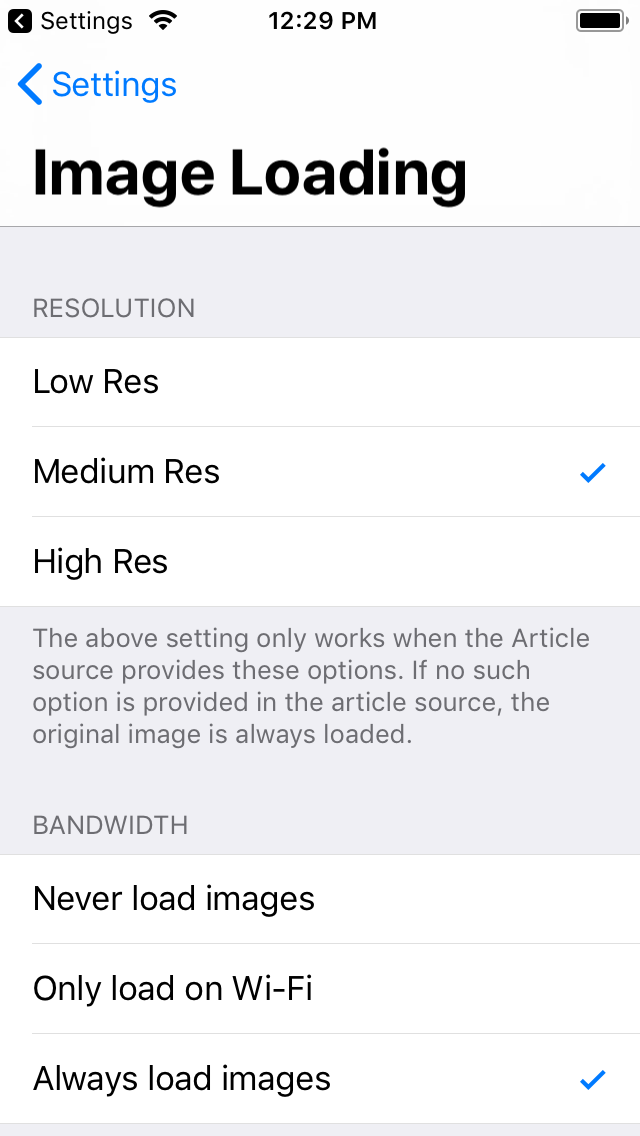 Settings 12:29 PM
Settings
Image Loading
RESOLUTION
Low Res
Medium Res
High Res
The above setting only works when the Article
source provides these options. If no such
option is provided in the article source, the
original image is always loaded.
BANDWIDTH
Never load images
Only load on Wi-Fi
Always load images